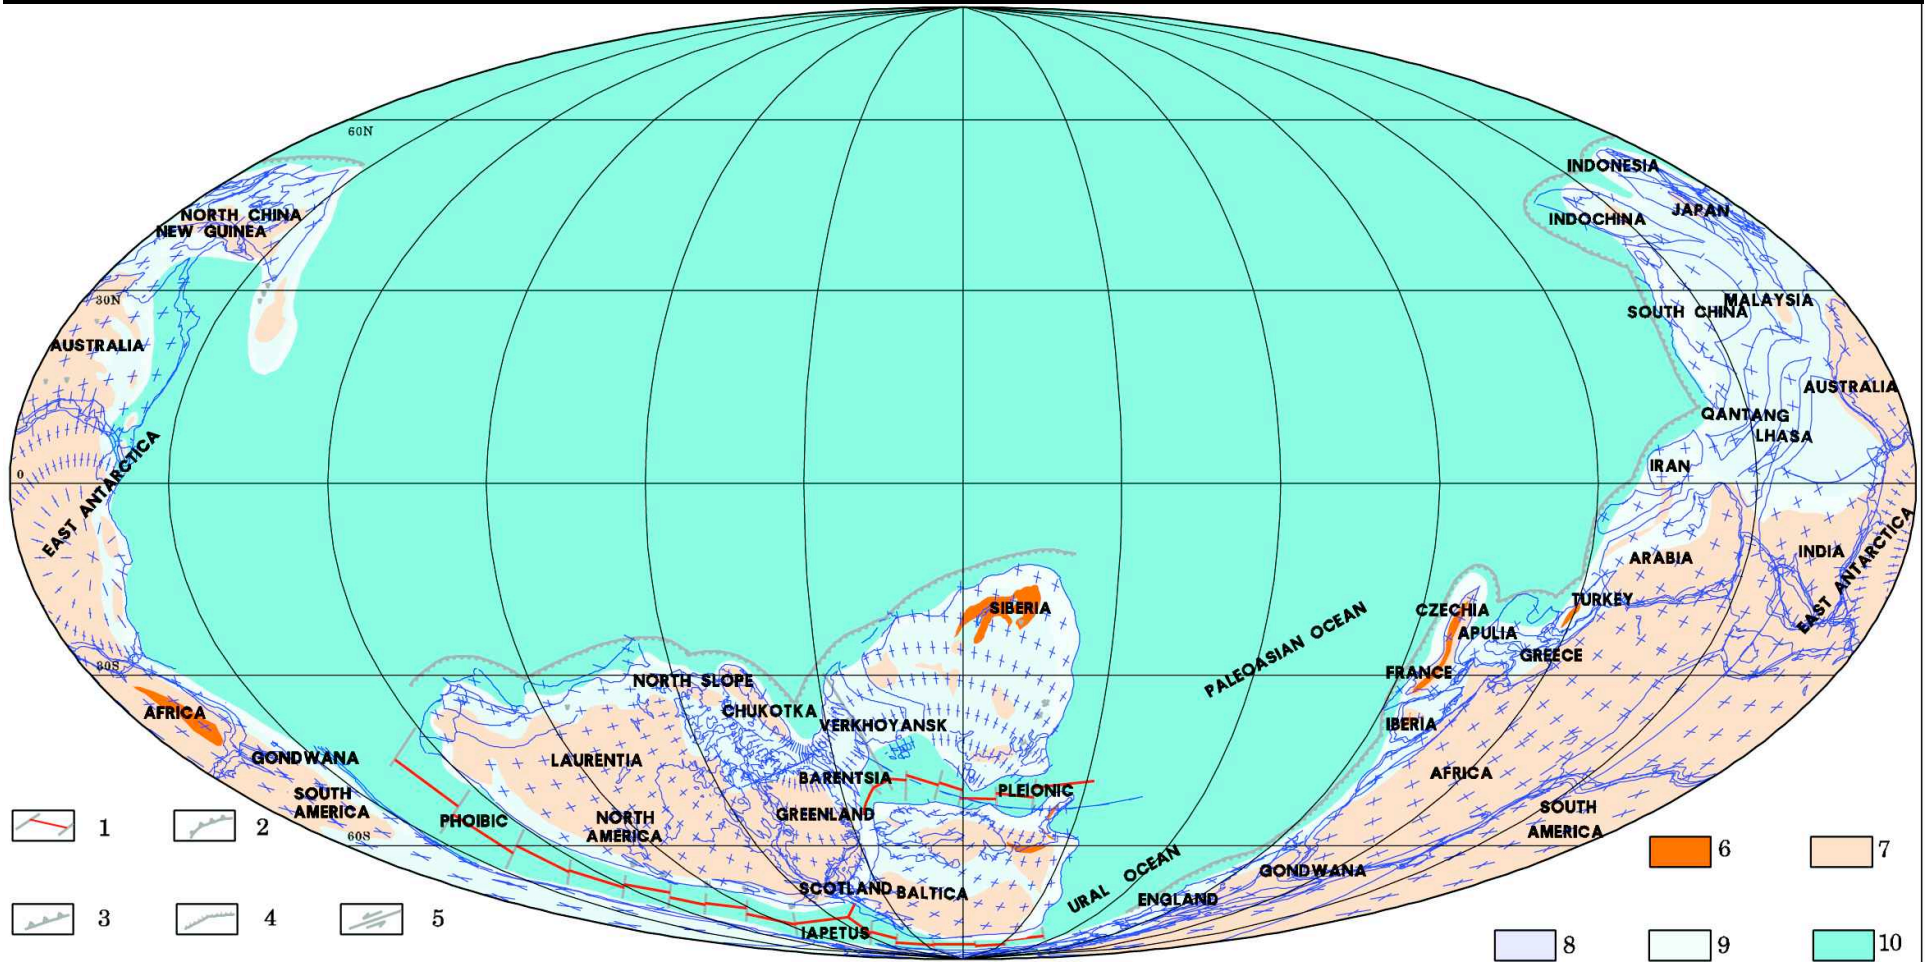 60N
INDONESIA
NORTH CHINA
NEW GUINEA
JAPAN
INDOCHINA
30N
MALAYSIA
SOUTH CHINA
AUSTRALIA
AUSTRALIA
QANTANG
LHASA
EAST ANTARCTICA
IRAN
0
ARABIA
INDIA
EAST ANTARCTICA
SIBERIA
CZECHIA
TURKEY
APULIA
PALEOASIAN OCEAN
GREECE
30S
FRANCE
NORTH SLOPE
AFRICA
CHUKOTKA
VERKHOYANSK
IBERIA
GONDWANA
LAURENTIA
BARENTSIA
AFRICA
PLEIONIC
SOUTH
AMERICA
GREENLAND
SOUTH
AMERICA
PHOIBIC
NORTH
AMERICA
60S
URAL OCEAN
GONDWANA
SCOTLAND
BALTICA
ENGLAND
IAPETUS
1
2
3
4
5
6
7
8
9
10